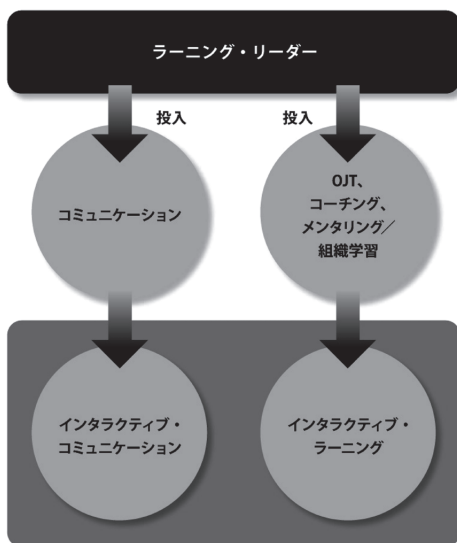 ラーニング・リーダー
投入
投入
コミュニケーション
OJT、
コーチング、
メンタリング／
組織学習
インタラクティブ・
コミュニケーション
インタラクティブ・
ラーニング